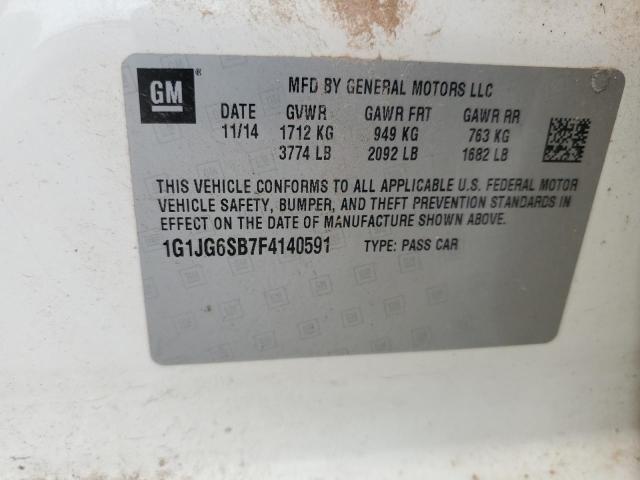 GM ®
MFD BY GENERAL MOTORS LLC
DATE GVWR GAWR FRT GAWR RR
11/14 1712 KG 949 KG 763 KG
3774 LB 2092 LB 1682 LB
THIS VEHICLE CONFORMS TO ALL APPLICABLE U.S. FEDERAL MOTOR
VEHICLE SAFETY, BUMPER, AND THEFT PREVENTION STANDARDS IN
EFFECT ON THE DATE OF MANUFACTURE SHOWN ABOVE.
1G1JG6SB7F4140591 TYPE: PASS CAR